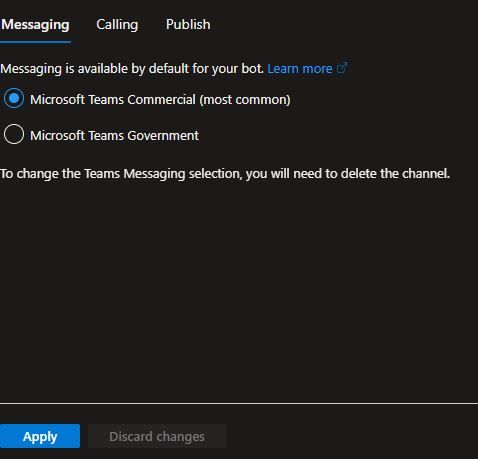 Messaging Calling Publish
Messaging is available by default for your bot. Learn more
Microsoft Teams Commercial (most common)
Microsoft Teams Government
To change the Teams Messaging selection, you will need to delete the channel.
Apply Discard changes